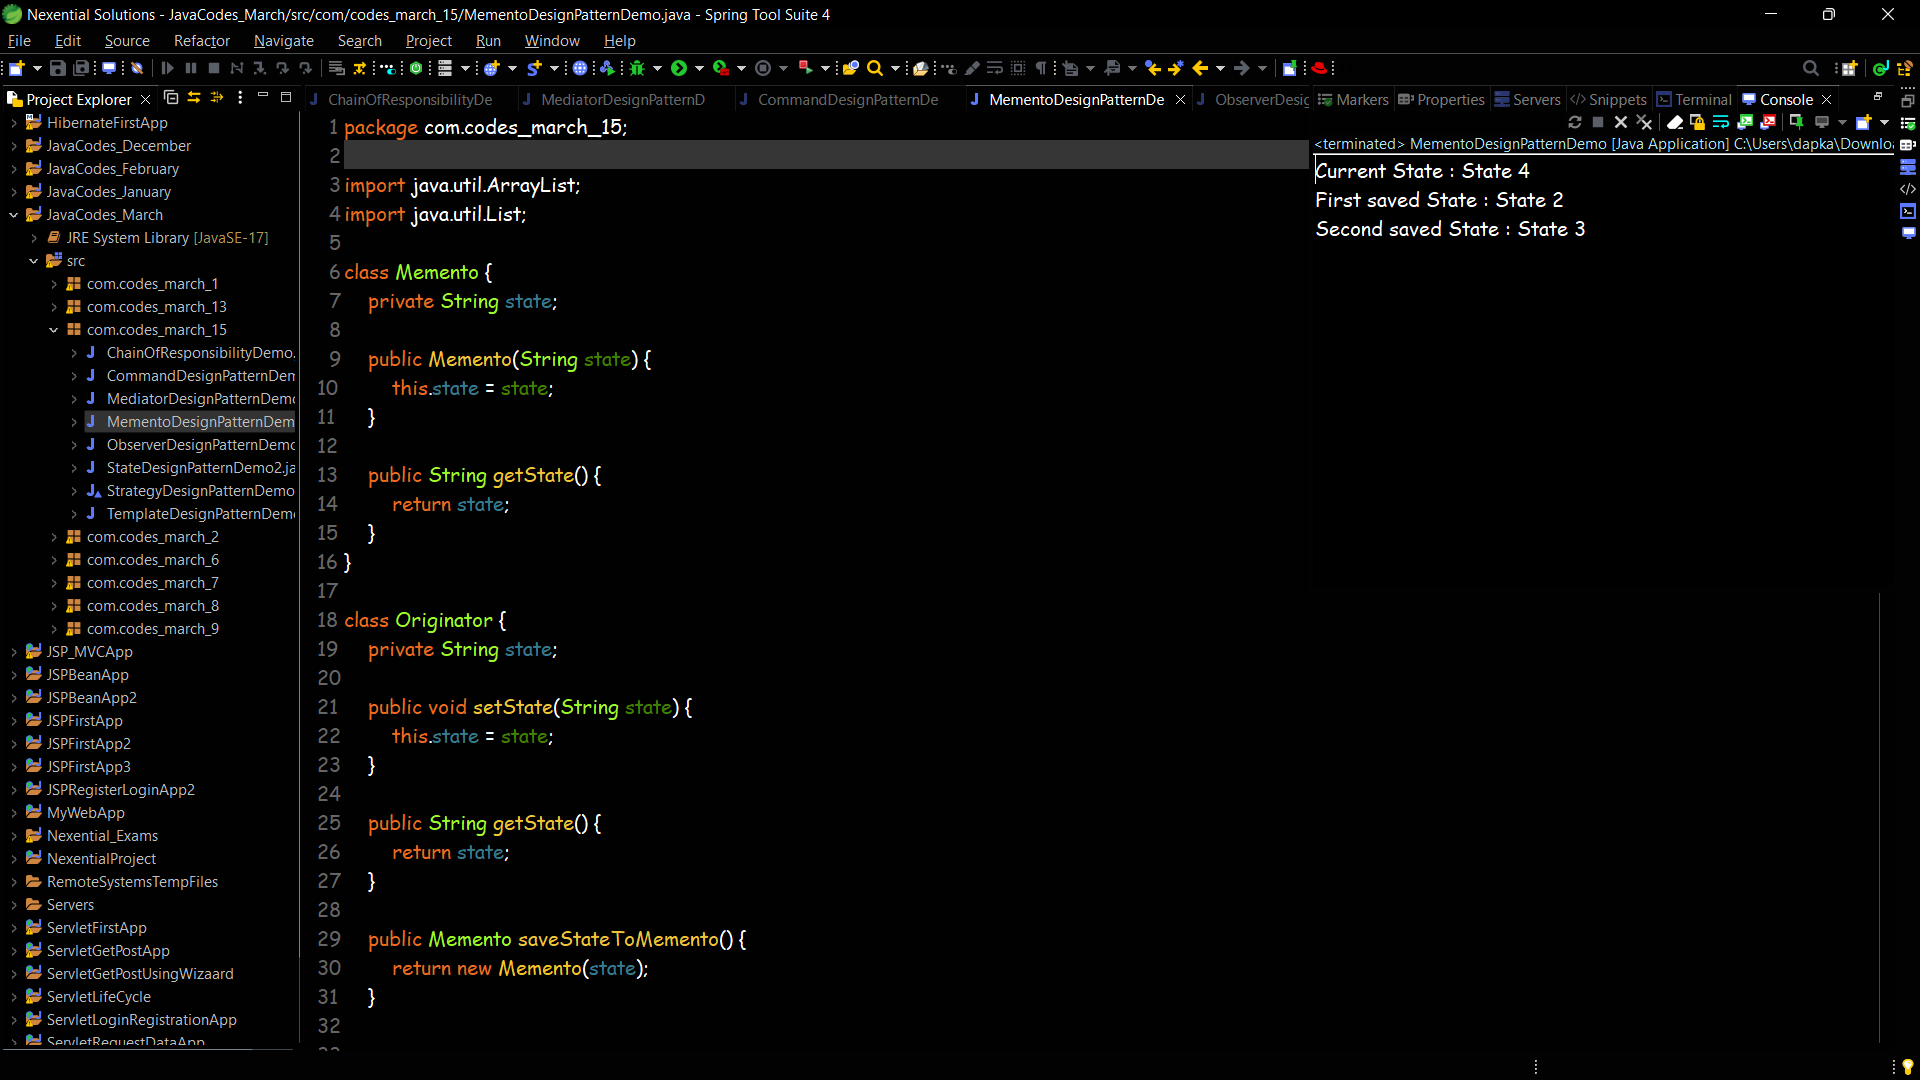 Nexential Solutions - JavaCodes_March/src/com/codes_march_15/MementoDesignPatternDemo.java - Spring Tool Suite 4
File Edit Source Refactor Navigate Search Project Run Window Help
Project Explorer
HibernateFirstApp
JavaCodes_December
JavaCodes_February
JavaCodes_January
JavaCodes_March
JRE System Library [JavaSE-17]
src
com.codes_march_1
com.codes_march_13
com.codes_march_15
ChainOfResponsibilityDemo.
CommandDesignPatternDem
MediatorDesignPatternDemo
MementoDesignPatternDem
ObserverDesignPatternDemo
StateDesignPatternDemo2.ja
StrategyDesignPatternDemo
TemplateDesignPatternDem
com.codes_march_2
com.codes_march_6
com.codes_march_7
com.codes_march_8
com.codes_march_9
JSP_MVCApp
JSPBeanApp
JSPBeanApp2
JSPFirstApp
JSPFirstApp2
JSPFirstApp3
JSPRegisterLoginApp2
MyWebApp
Nexential_Exams
NexentialProject
RemoteSystemsTempFiles
Servers
ServletFirstApp
ServletGetPostApp
ServletGetPostUsingWizaard
ServletLifeCycle
ServletLoginRegistrationApp
ServletRequestDataApp
ChainOfResponsibilityDe MediatorDesignPatternD CommandDesignPatternDe MementoDesignPatternDe ObserverDesig
1 package com.codes_march_15;
2
3 import java.util.ArrayList;
4 import java.util.List;
5
6 class Memento {
7 private String state;
8
9 public Memento(String state) {
10 this.state = state;
11 }
12
13 public String getState() {
14 return state;
15 }
16 }
17
18 class Originator {
19 private String state;
20
21 public void setState(String state) {
22 this.state = state;
23 }
24
25 public String getState() {
26 return state;
27 }
28
29 public Memento saveStateToMemento() {
30 return new Memento(state);
31 }
32
Markers Properties Servers Snippets Terminal Console
<terminated> MementoDesignPatternDemo [Java Application] C:\Users\dapka\Downlo
Current State : State 4
First saved State : State 2
Second saved State : State 3